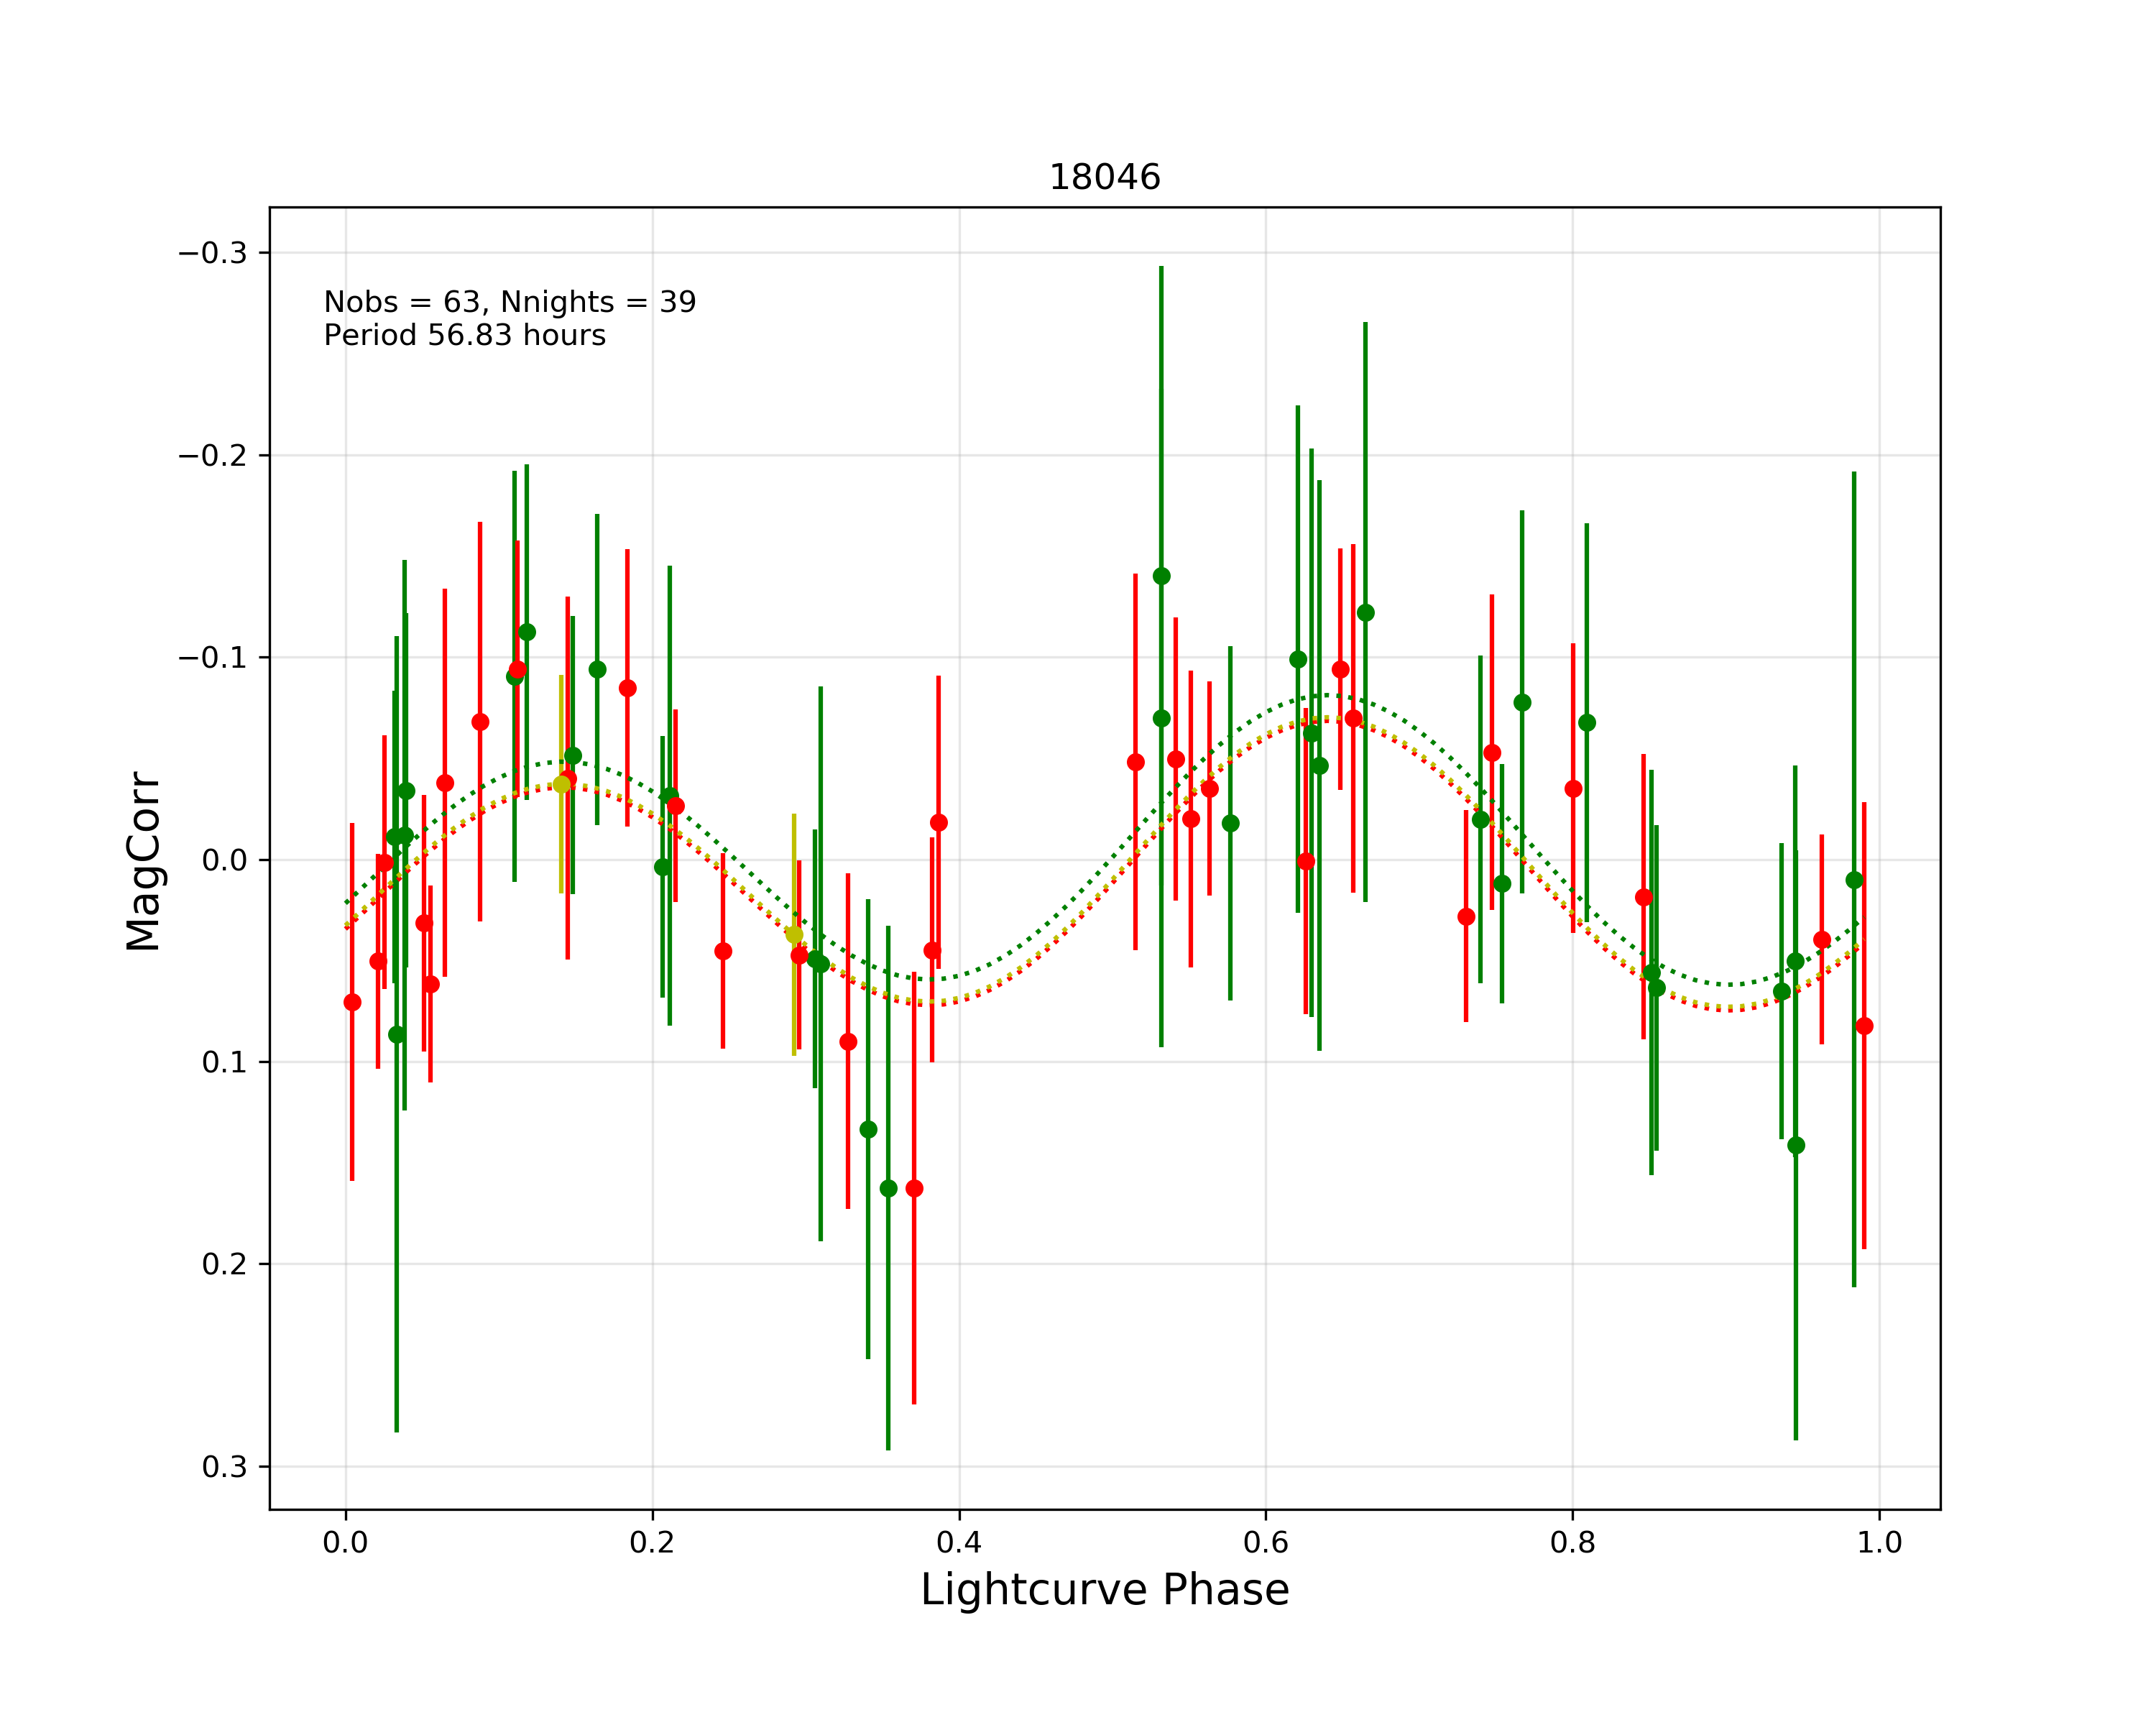 18046
Nobs = 63, Nnights = 39
Period 56.83 hours
MagCorr
−0.3
−0.2
−0.1
0.0
0.1
0.2
0.3
0.0 0.2 0.4 0.6 0.8 1.0
Lightcurve Phase